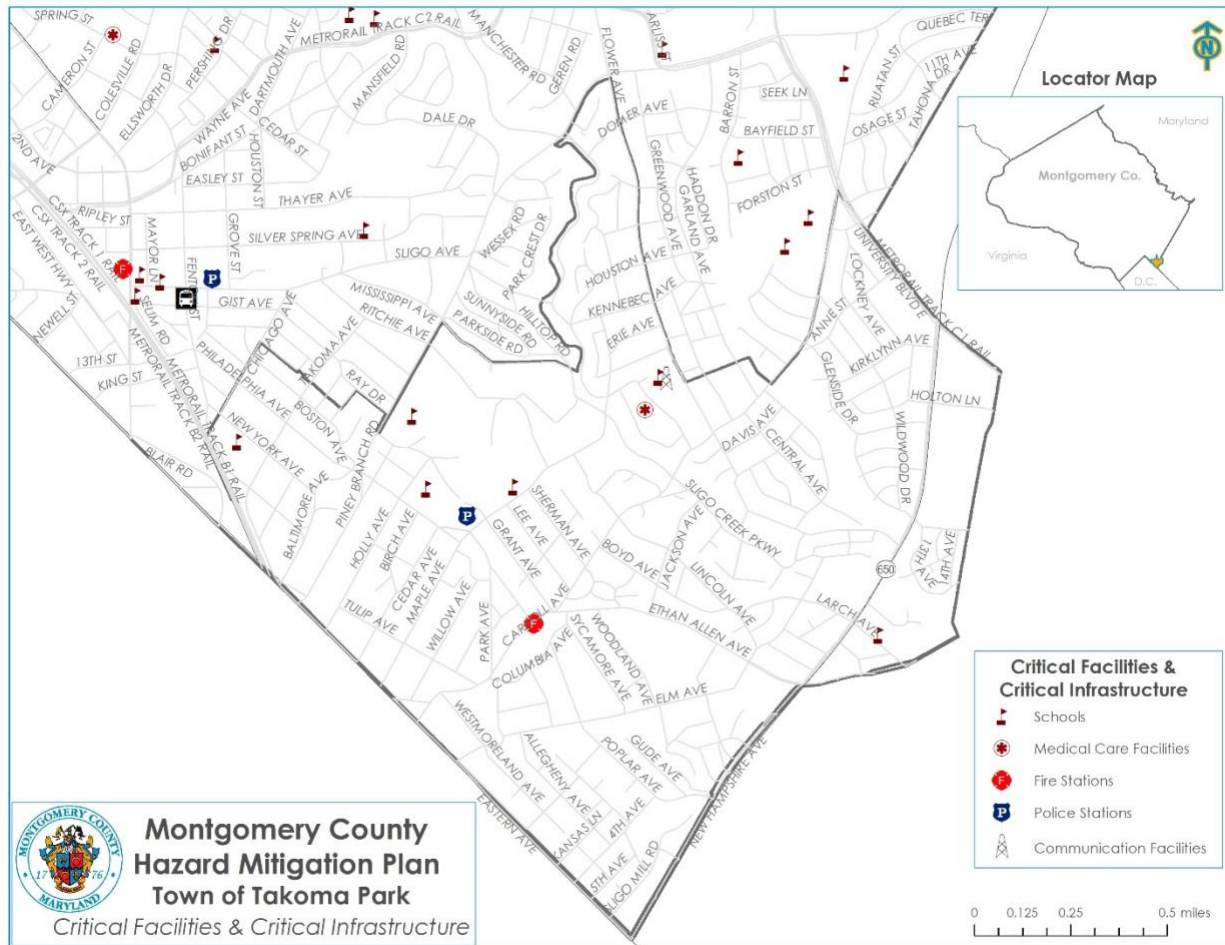 SPRING ST
CAMERON ST
COLESVILLE RD
ELLSWORTH DR
PERSHING DR
WAYNE AVE
BONIFANT ST
DARTMOUTH AVE
CEDAR ST
METRORAIL TRACK C2 RAIL
MANSFIELD RD
MANCHESTER RD
GEREN RD
FLOWER AVE
ARLISS ST
QUEBEC TER
RUATAN ST
11TH AVE
TAHONA DR
OSAGE ST
SEEK LN
BARRON ST
BAYFIELD ST
DOMER AVE
DALE DR
2ND AVE
HOUSTON ST
EASLEY ST
THAYER AVE
RIPLEY ST
MAYOR LN
GROVE ST
SILVER SPRING AVE
SLIGO AVE
WESSEX RD
PARK CREST DR
GREENWOOD AVE
HADDON DR
GARLAND AVE
FORSTON ST
CSX TRACK 1 RAIL
CSX TRACK 2 RAIL
EAST WEST HWY
NEWELL ST
SELIM RD
GIST AVE
MISSISSIPPI AVE
RITCHIE AVE
SUNNYSIDE RD
PARKSIDE RD
HILLTOP RD
HOUSTON AVE
KENNEBEC AVE
ERIE AVE
LOCKNEY AVE
UNIVERSITY BLVD E
METRORAIL TRACK C1 RAIL
ANNE ST
KIRKLYNN AVE
GLENSIDE DR
HOLTON LN
WILDWOOD DR
13TH ST
KING ST
PHILADELPHIA AVE
CHICAGO AVE
TAKOMA AVE
RAY DR
BOSTON AVE
NEW YORK AVE
METRORAIL TRACK B1 RAIL
METRORAIL TRACK B2 RAIL
BLAIR RD
BALTIMORE AVE
PINEY BRANCH RD
DAVIS AVE
CENTRAL AVE
SLIGO CREEK PKWY
HOLLY AVE
BIRCH AVE
CEDAR AVE
MAPLE AVE
TULIP AVE
WILLOW AVE
PARK AVE
GRANT AVE
LEE AVE
SHERMAN AVE
BOYD AVE
JACKSON AVE
LINCOLN AVE
ETHAN ALLEN AVE
LARCH AVE
650
13TH AVE
14TH AVE
COLUMBIA AVE
SYCAMORE AVE
WOODLAND AVE
ELM AVE
WESTMORELAND AVE
ALLEGHENY AVE
POPLAR AVE
GUDE AVE
KANSAS LN
4TH AVE
5TH AVE
SLIGO MILL RD
EASTERN AVE
NEW HAMPSHIRE AVE
F
P
P
F
Locator Map
Maryland
Montgomery Co.
Virginia
D.C.
Critical Facilities &
Critical Infrastructure
Schools
Medical Care Facilities
F Fire Stations
P Police Stations
Communication Facilities
0 0.125 0.25 0.5 miles
MONTGOMERY COUNTY
17 76
MARYLAND
Montgomery County
Hazard Mitigation Plan
Town of Takoma Park
Critical Facilities & Critical Infrastructure